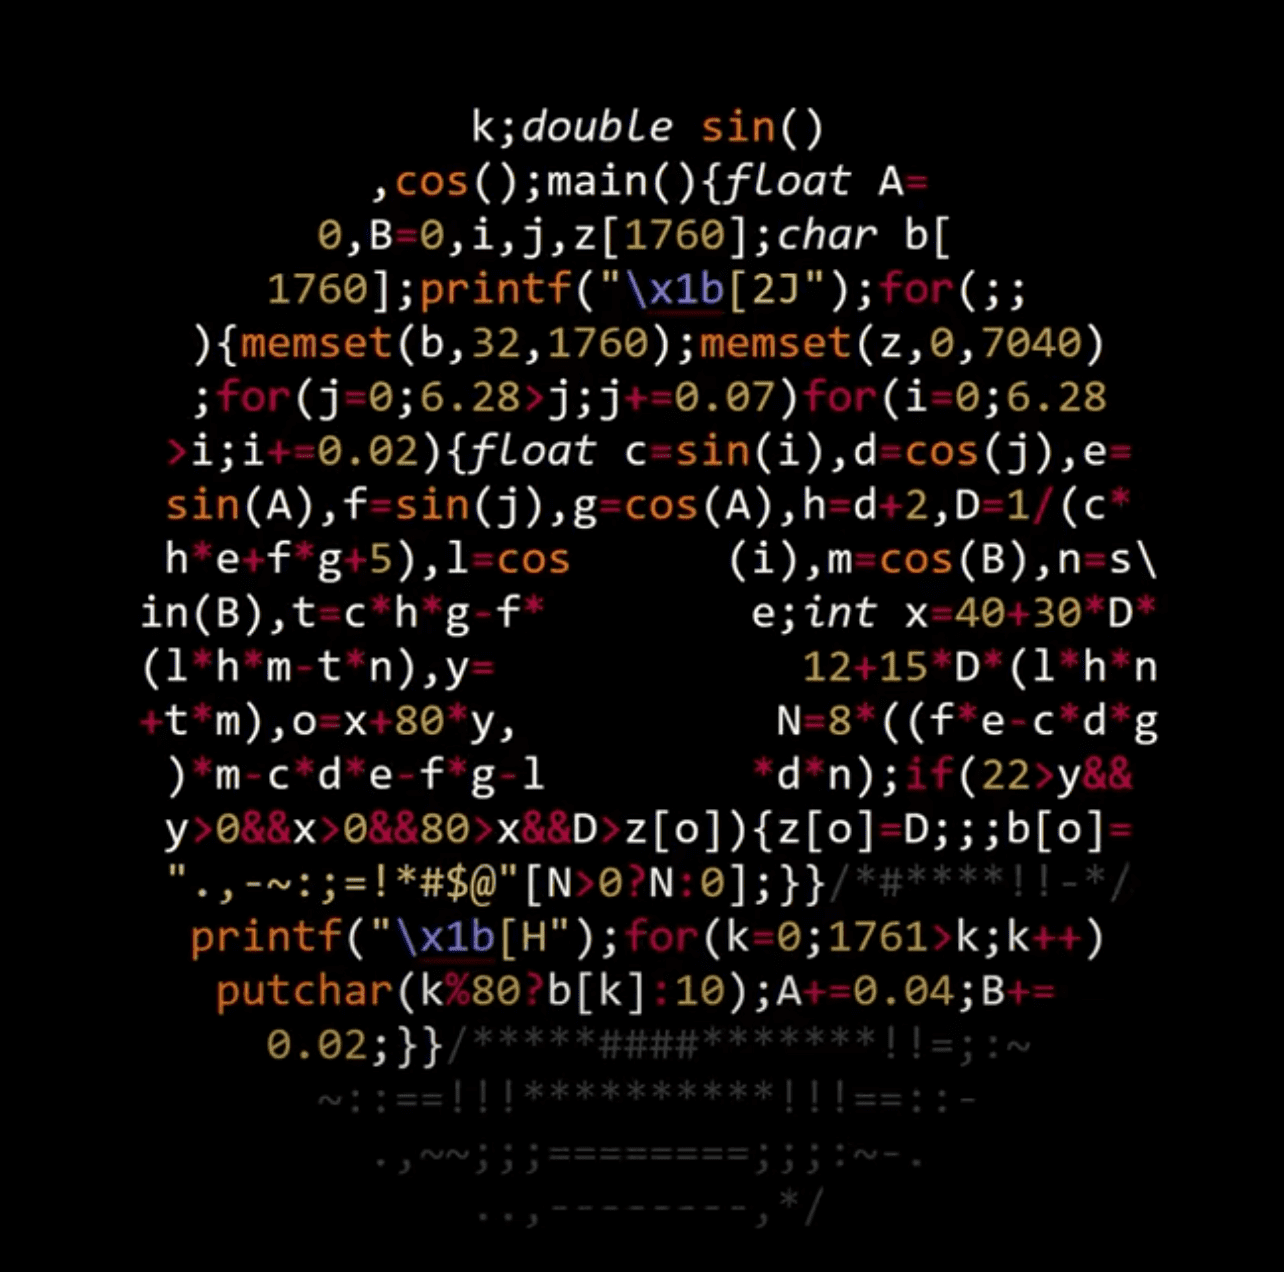 k;double sin()
,cos();main(){float A=
0,B=0,i,j,z[1760];char b[
1760];printf("\x1b[2J");for(;;
){memset(b,32,1760);memset(z,0,7040)
;for(j=0;6.28>j;j+=0.07)for(i=0;6.28
>i;i+=0.02){float c=sin(i),d=cos(j),e=
sin(A),f=sin(j),g=cos(A),h=d+2,D=1/(c*
h*e+f*g+5),l=cos (i),m=cos(B),n=s\
in(B),t=c*h*g-f* e;int x=40+30*D*
(l*h*m-t*n),y= 12+15*D*(l*h*n
+t*m),o=x+80*y, N=8*((f*e-c*d*g
)*m-c*d*e-f*g-l *d*n);if(22>y&&
y>0&&x>0&&80>x&&D>z[o]){z[o]=D;;;b[o]=
".,-~:;=!*#$@"[N>0?N:0];}}/*#****!!-*/
printf("\x1b[H");for(k=0;1761>k;k++)
putchar(k%80?b[k]:10);A+=0.04;B+=
0.02;}}/*****####*******!!=;:~
~::==!!!**********!!!==::-
.,~~;;;========;;;:~-.
..,--------,*/